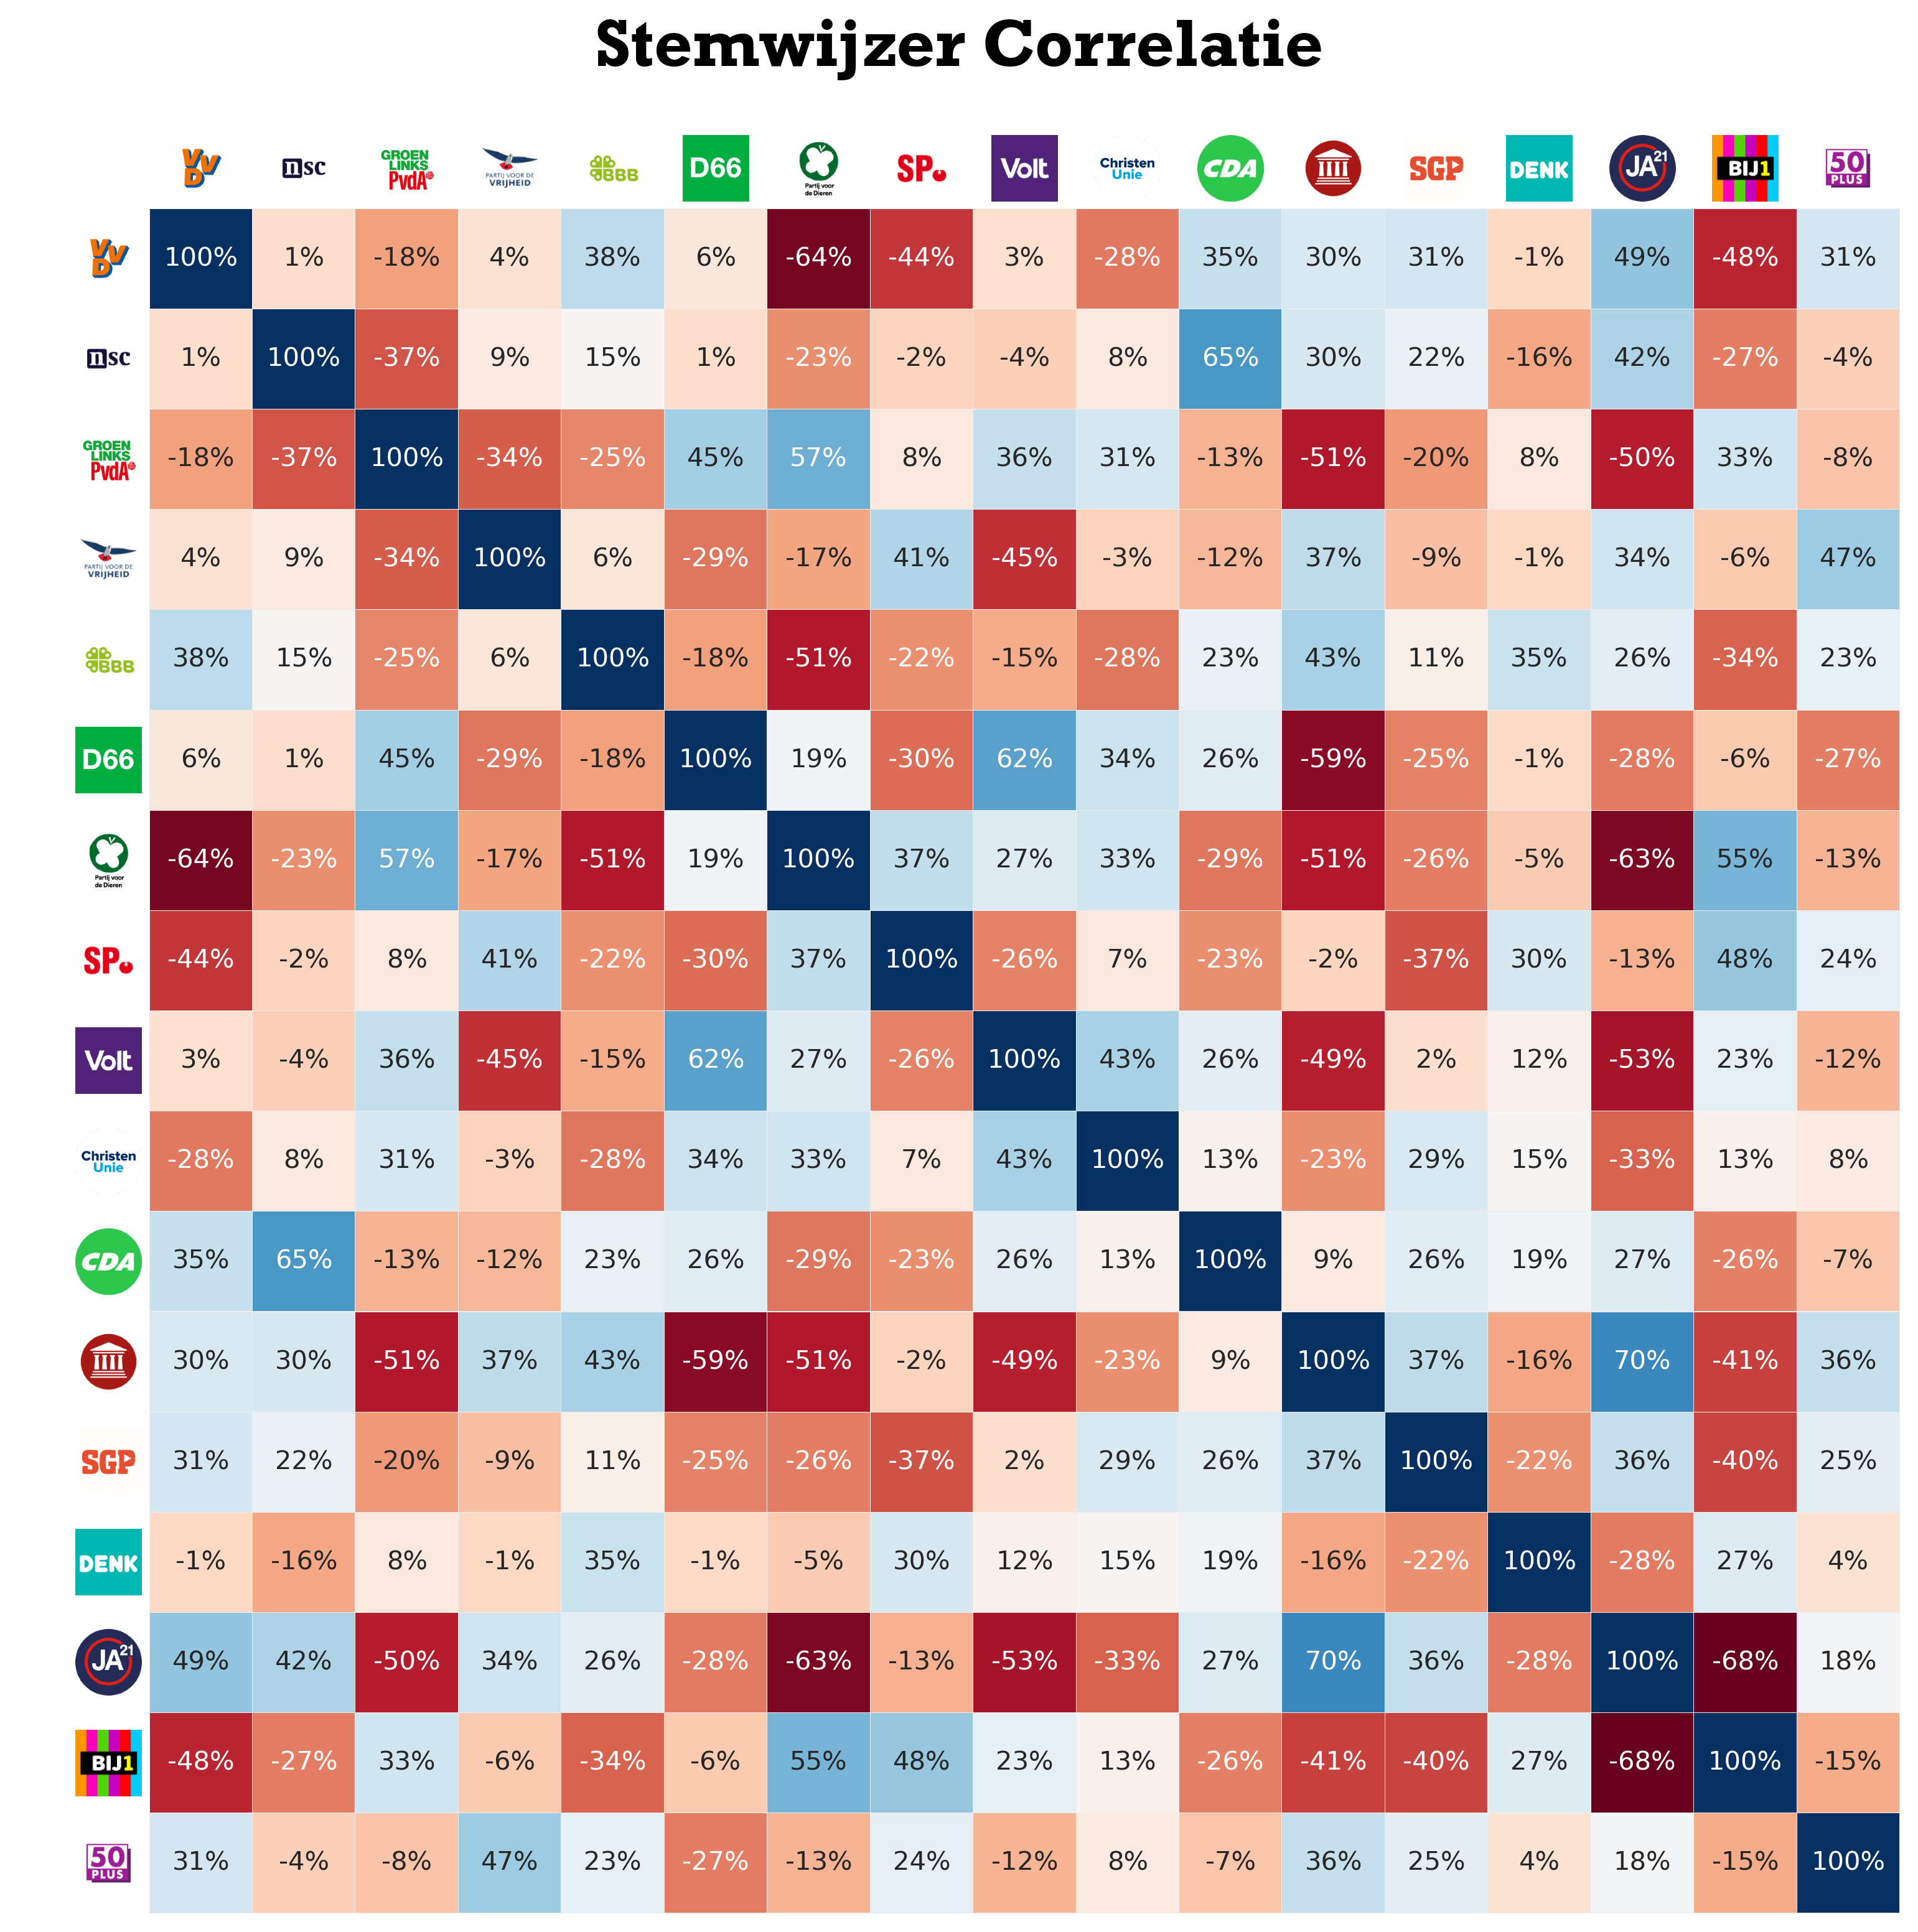 Stemwijzer Correlatie
VVD nsc GROEN LINKS PvdA PARTIJ VOOR DE VRIJHEID BBB D66 Partij voor de Dieren SP. Volt Christen Unie CDA SGP DENK JA21 BIJ1 50 PLUS
VVD 100% 1% -18% 4% 38% 6% -64% -44% 3% -28% 35% 30% 31% -1% 49% -48% 31%
nsc 1% 100% -37% 9% 15% 1% -23% -2% -4% 8% 65% 30% 22% -16% 42% -27% -4%
GROEN LINKS PvdA -18% -37% 100% -34% -25% 45% 57% 8% 36% 31% -13% -51% -20% 8% -50% 33% -8%
PARTIJ VOOR DE VRIJHEID 4% 9% -34% 100% 6% -29% -17% 41% -45% -3% -12% 37% -9% -1% 34% -6% 47%
BBB 38% 15% -25% 6% 100% -18% -51% -22% -15% -28% 23% 43% 11% 35% 26% -34% 23%
D66 6% 1% 45% -29% -18% 100% 19% -30% 62% 34% 26% -59% -25% -1% -28% -6% -27%
Partij voor de Dieren -64% -23% 57% -17% -51% 19% 100% 37% 27% 33% -29% -51% -26% -5% -63% 55% -13%
SP. -44% -2% 8% 41% -22% -30% 37% 100% -26% 7% -23% -2% -37% 30% -13% 48% 24%
Volt 3% -4% 36% -45% -15% 62% 27% -26% 100% 43% 26% -49% 2% 12% -53% 23% -12%
Christen Unie -28% 8% 31% -3% -28% 34% 33% 7% 43% 100% 13% -23% 29% 15% -33% 13% 8%
CDA 35% 65% -13% -12% 23% 26% -29% -23% 26% 13% 100% 9% 26% 19% 27% -26% -7%
30% 30% -51% 37% 43% -59% -51% -2% -49% -23% 9% 100% 37% -16% 70% -41% 36%
SGP 31% 22% -20% -9% 11% -25% -26% -37% 2% 29% 26% 37% 100% -22% 36% -40% 25%
DENK -1% -16% 8% -1% 35% -1% -5% 30% 12% 15% 19% -16% -22% 100% -28% 27% 4%
JA21 49% 42% -50% 34% 26% -28% -63% -13% -53% -33% 27% 70% 36% -28% 100% -68% 18%
BIJ1 -48% -27% 33% -6% -34% -6% 55% 48% 23% 13% -26% -41% -40% 27% -68% 100% -15%
50 PLUS 31% -4% -8% 47% 23% -27% -13% 24% -12% 8% -7% 36% 25% 4% 18% -15% 100%